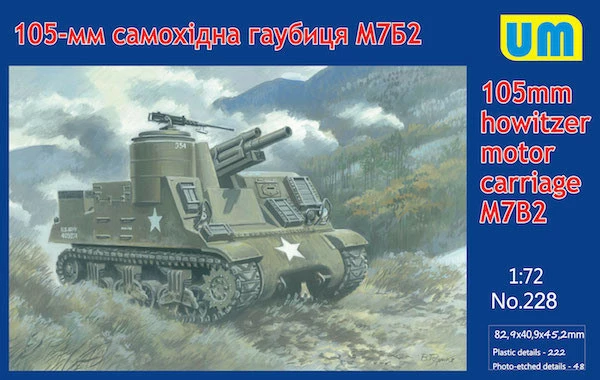 105-мм самохідна гаубиця М7Б2
um
105mm
howitzer
motor
carriage
M7B2
354
1:72
No.228
82,9x40,9x45,2mm
Plastic details - 222
Photo-etched details - 48